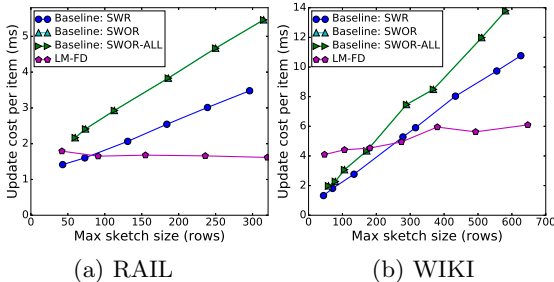 Baseline: SWR
Baseline: SWOR
Baseline: SWOR-ALL
LM-FD
Update cost per item (ms)
0
1
2
3
4
5
0
50
100
150
200
250
300
Max sketch size (rows)
(a) RAIL
Baseline: SWR
Baseline: SWOR
Baseline: SWOR-ALL
LM-FD
Update cost per item (ms)
0
2
4
6
8
10
12
14
0
100
200
300
400
500
600
700
Max sketch size (rows)
(b) WIKI